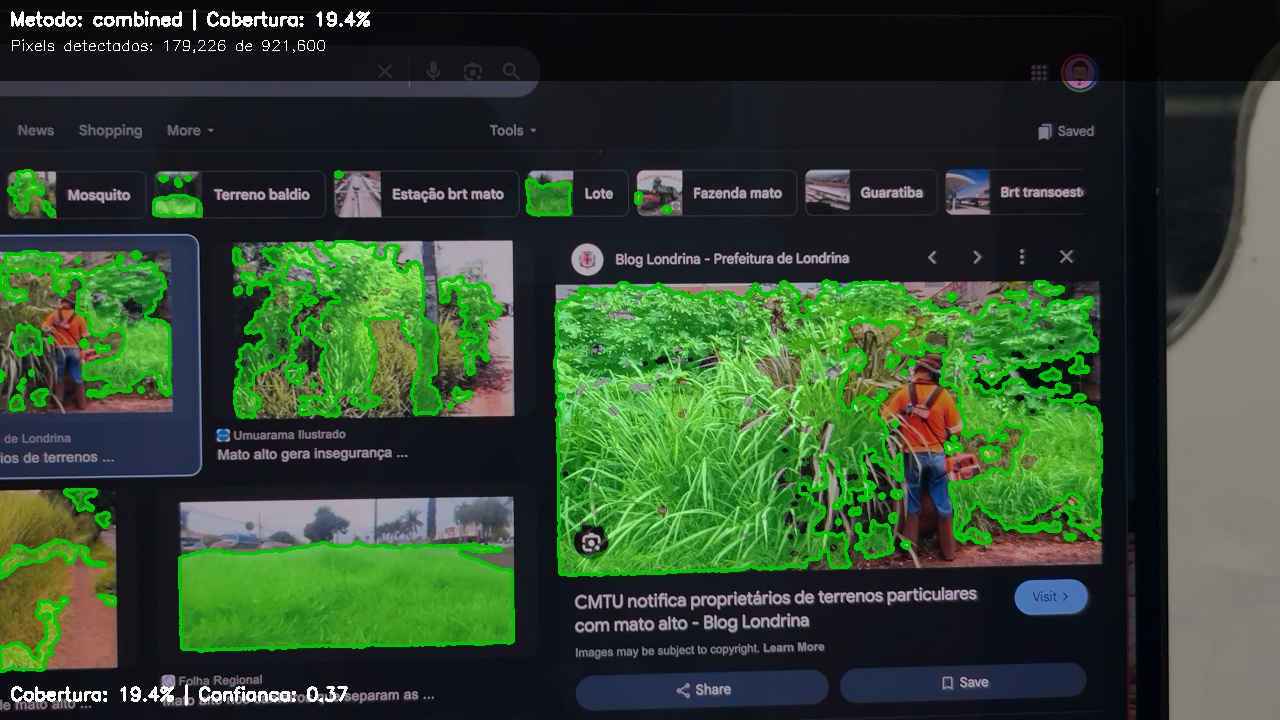 Metodo: combined | Cobertura: 19.4%
Pixels detectados: 179,226 de 921,600
News Shopping More Tools Saved
Mosquito Terreno baldio Estação brt mato Lote Fazenda mato Guaratiba Brt transoest
Blog Londrina - Prefeitura de Londrina
de Londrina
ios de terrenos ...
Umuarama Ilustrado
Mato alto gera insegurança ...
CMTU notifica proprietários de terrenos particulares
com mato alto - Blog Londrina
Visit
Images may be subject to copyright. Learn More
Share Save
Folha Regional
separam as ...
de mato alto ...
Cobertura: 19.4% | Confianca: 0.37